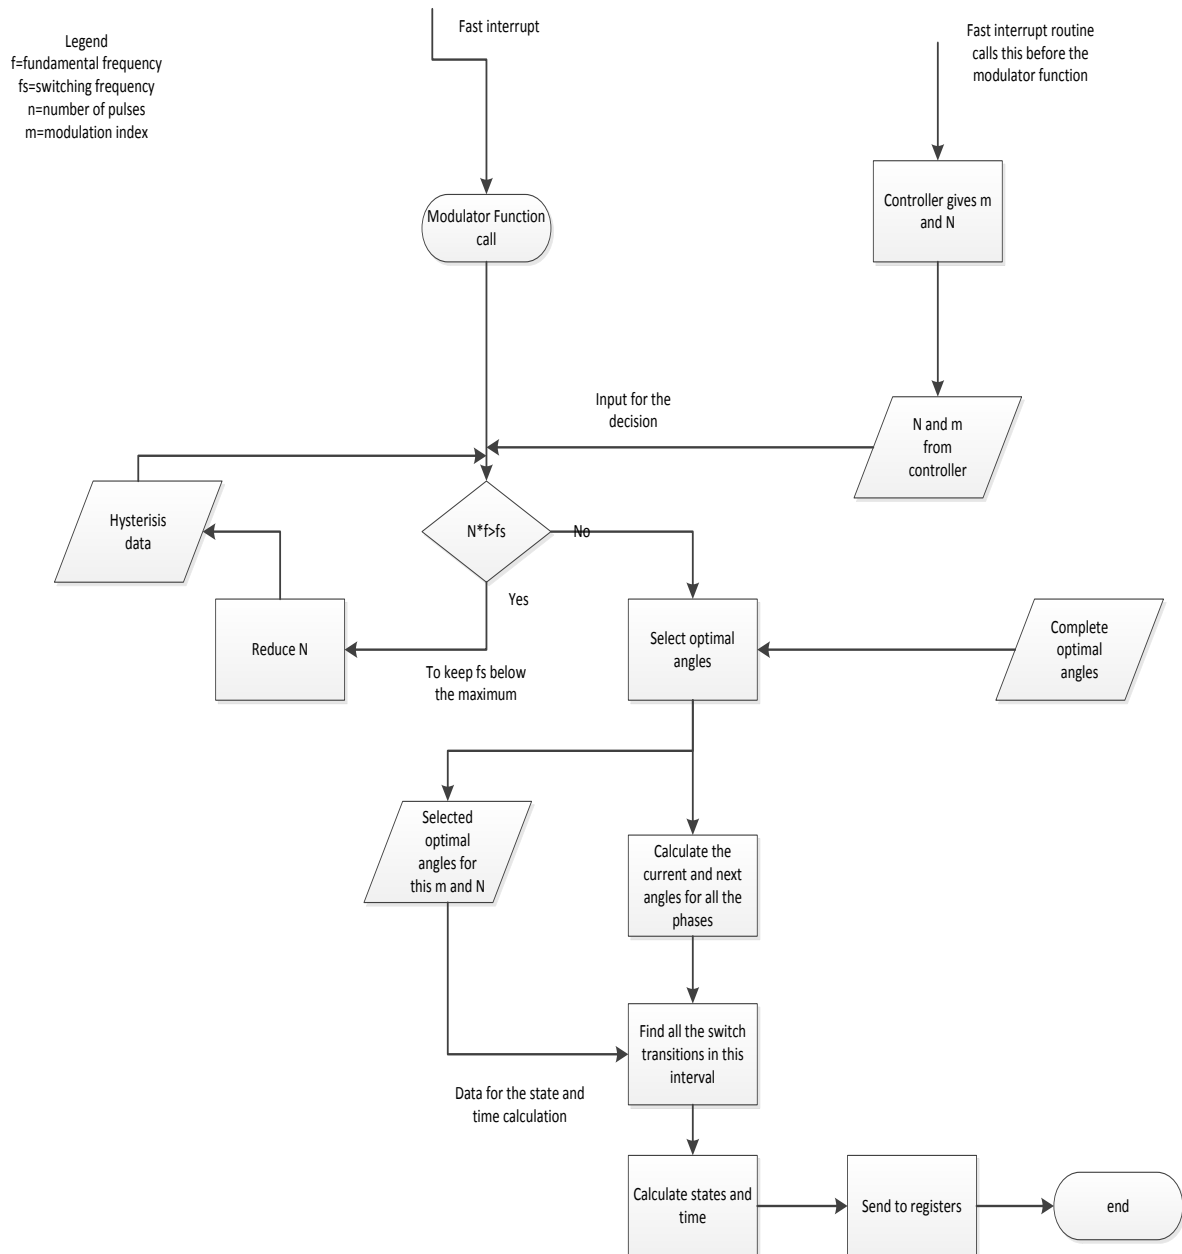 Legend
f=fundamental frequency
fs=switching frequency
n=number of pulses
m=modulation index
Fast interrupt
Fast interrupt routine
calls this before the
modulator function
Modulator Function
call
Controller gives m
and N
Input for the
decision
N and m
from
controller
Hysterisis
data
N*f>fs
No
Yes
Reduce N
To keep fs below
the maximum
Select optimal
angles
Complete
optimal
angles
Selected
optimal
angles for
this m and N
Calculate the
current and next
angles for all the
phases
Find all the switch
transitions in this
interval
Data for the state and
time calculation
Calculate states and
time
Send to registers
end